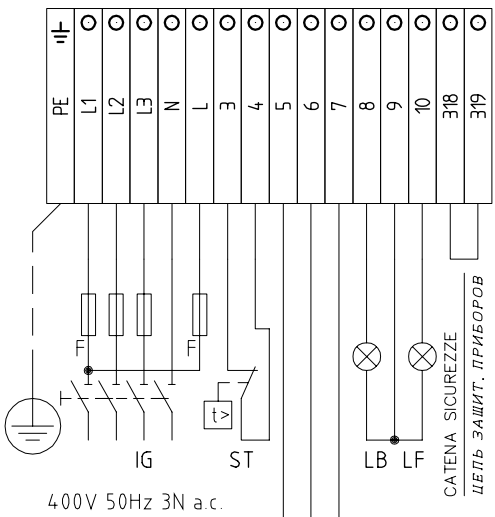 PE L1 L2 L3 N L 3 4 5 6 7 8 9 10 318 319
F F
t>
IG ST LB LF
400V 50Hz 3N a.c.
CATENA SICUREZZE
ЦЕПЬ ЗАЩИТ. ПРИБОРОВ